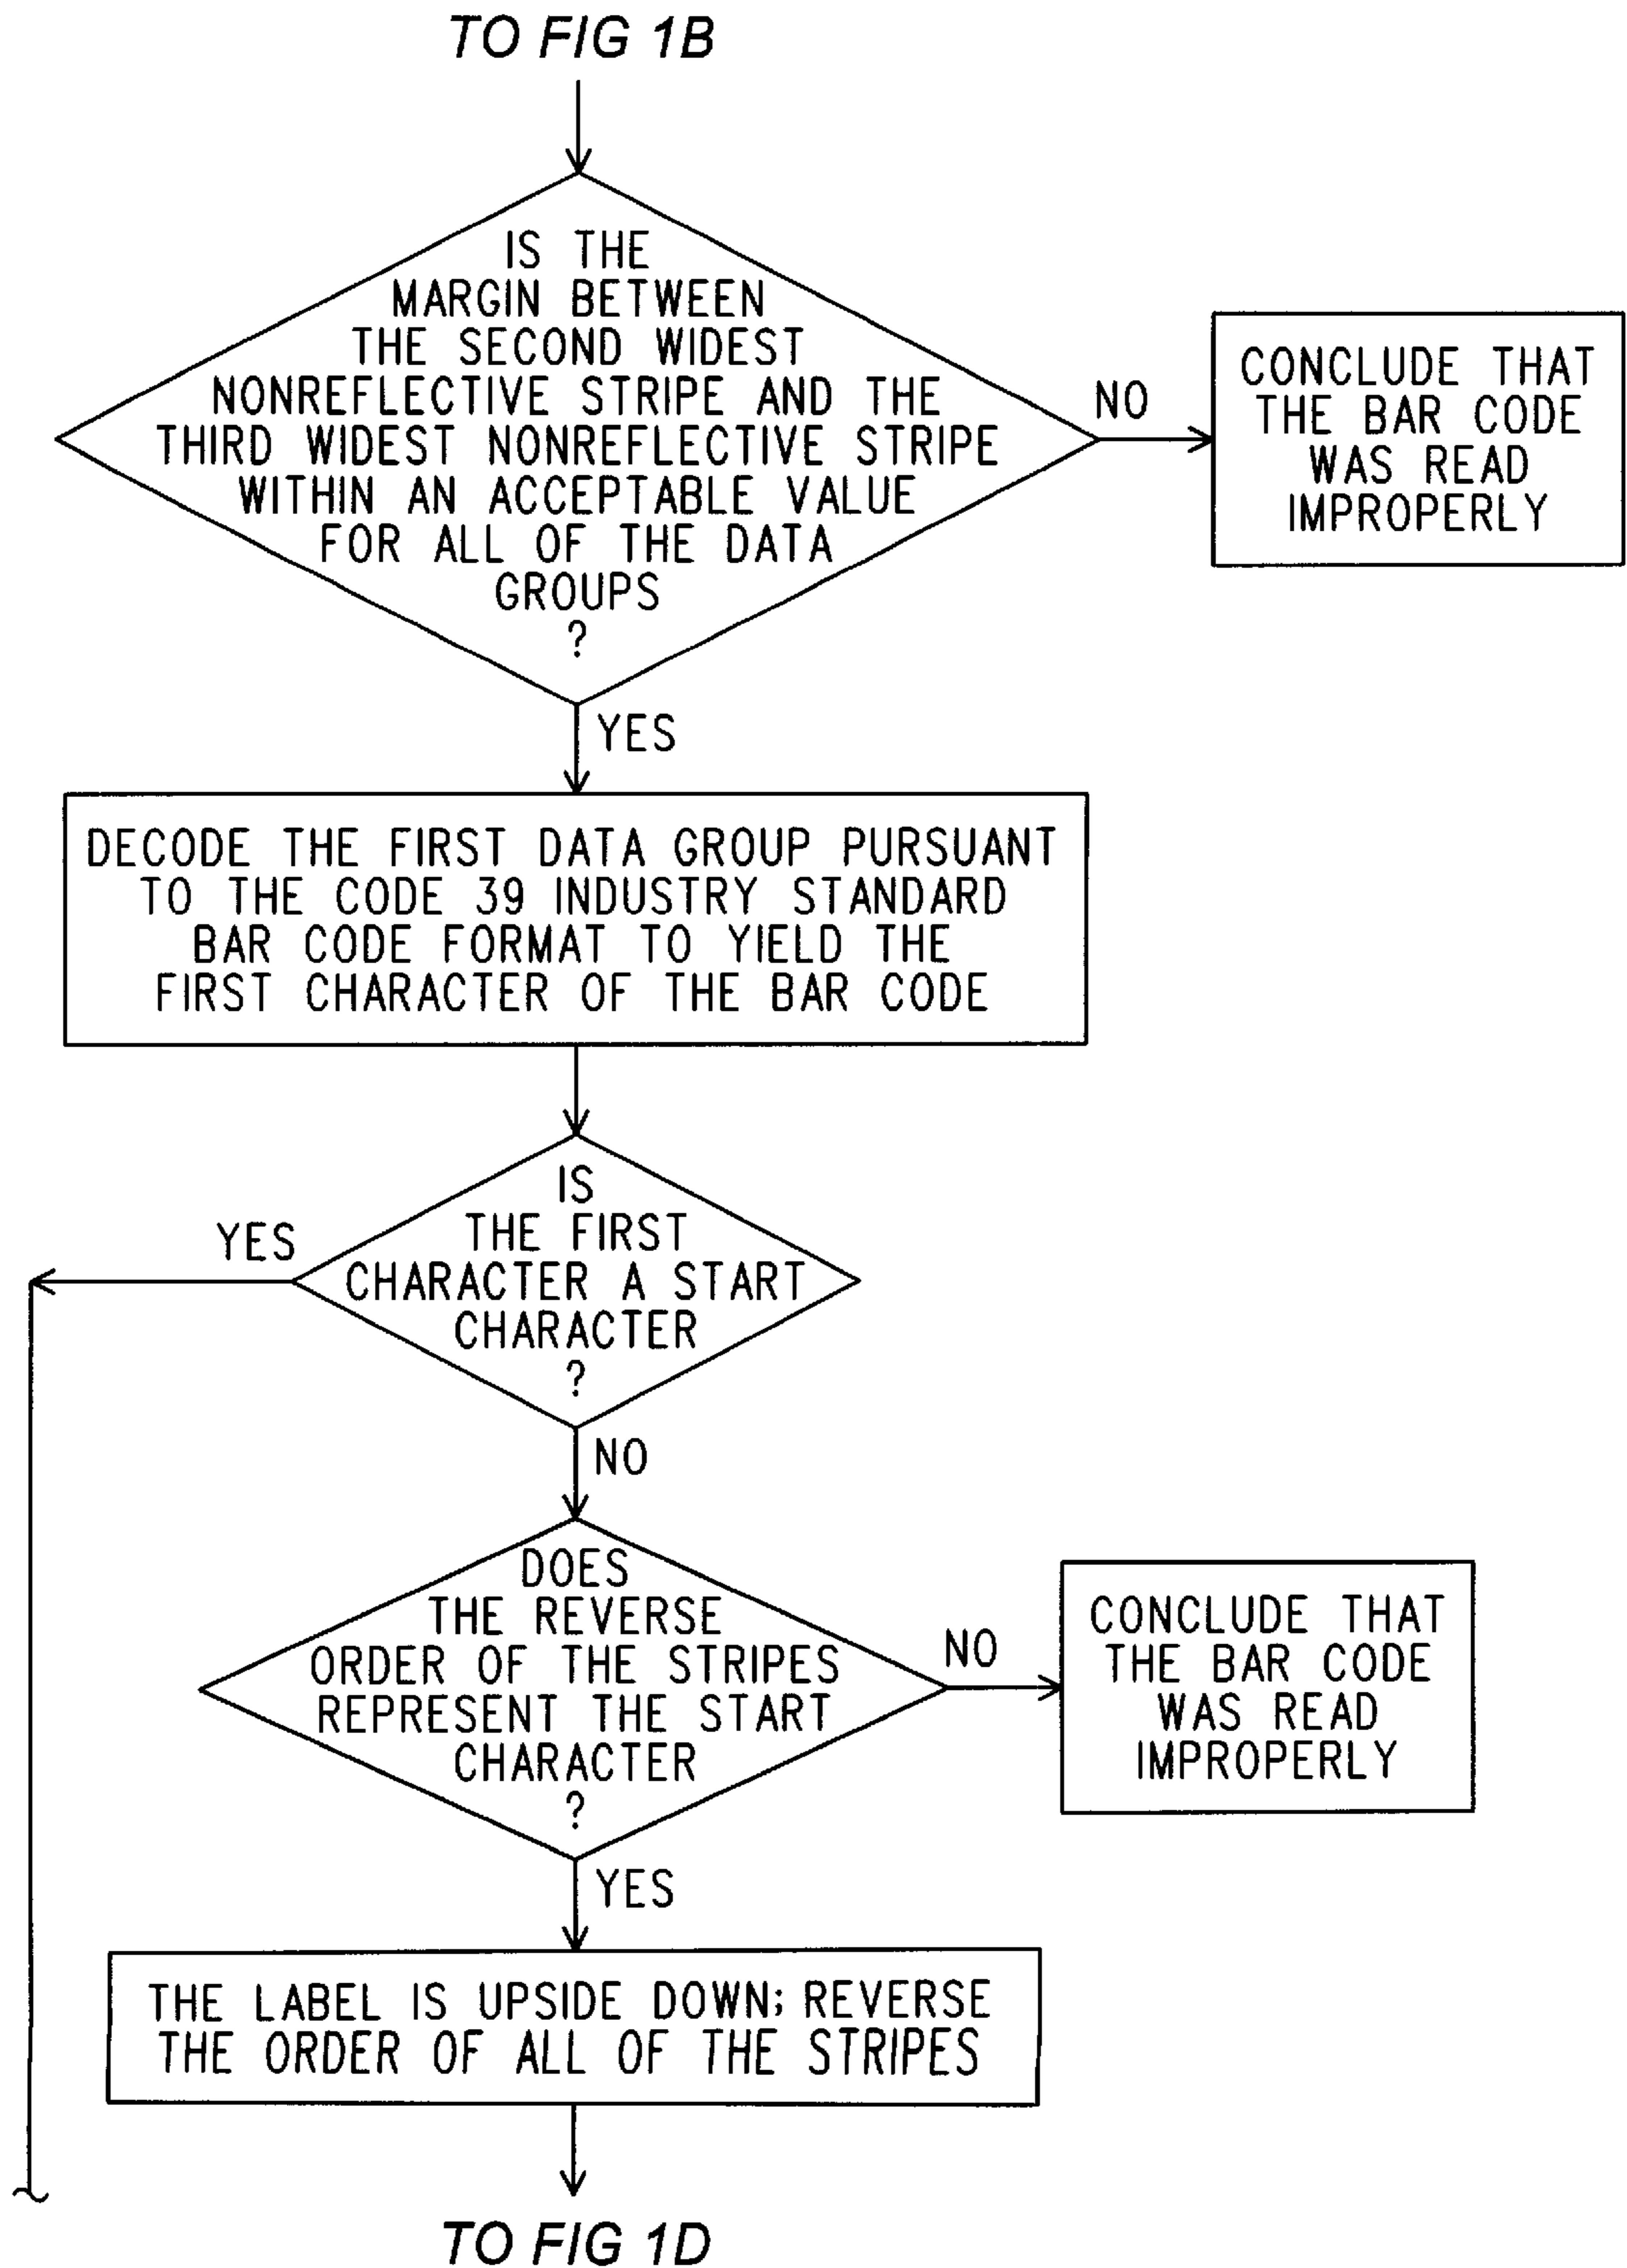 TO FIG 1B
IS THE
MARGIN BETWEEN
THE SECOND WIDEST
NONREFLECTIVE STRIPE AND THE
THIRD WIDEST NONREFLECTIVE STRIPE
WITHIN AN ACCEPTABLE VALUE
FOR ALL OF THE DATA
GROUPS
?
NO
CONCLUDE THAT
THE BAR CODE
WAS READ
IMPROPERLY
YES
DECODE THE FIRST DATA GROUP PURSUANT
TO THE CODE 39 INDUSTRY STANDARD
BAR CODE FORMAT TO YIELD THE
FIRST CHARACTER OF THE BAR CODE
IS
THE FIRST
CHARACTER A START
CHARACTER
?
YES
NO
DOES
THE REVERSE
ORDER OF THE STRIPES
REPRESENT THE START
CHARACTER
?
NO
CONCLUDE THAT
THE BAR CODE
WAS READ
IMPROPERLY
YES
THE LABEL IS UPSIDE DOWN; REVERSE
THE ORDER OF ALL OF THE STRIPES
TO FIG 1D